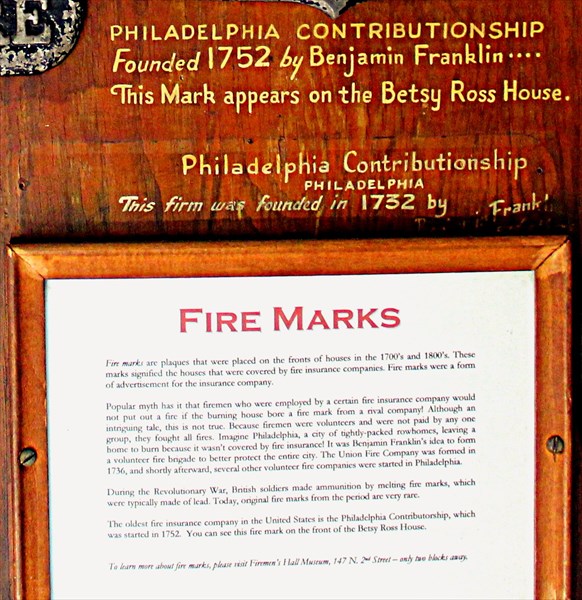 E
PHILADELPHIA CONTRIBUTIONSHIP
Founded 1752 by Benjamin Franklin ....
This Mark appears on the Betsy Ross House.
Philadelphia Contributionship
PHILADELPHIA
This firm was founded in 1732 by . Frankl
FIRE MARKS
Fire marks are plaques that were placed on the fronts of houses in the 1700's and 1800's. These
marks signified the houses that were covered by fire insurance companies. Fire marks were a form
of advertisement for the insurance company.
Popular myth has it that firemen who were employed by a certain fire insurance company would
not put out a fire if the burning house bore a fire mark from a rival company! Although an
intriguing tale, this is not true. Because firemen were volunteers and were not paid by any one
group, they fought all fires. Imagine Philadelphia, a city of tightly-packed rowhomes, leaving a
home to burn because it wasn't covered by fire insurance! It was Benjamin Franklin's idea to form
a volunteer fire brigade to better protect the entire city. The Union Fire Company was formed in
1736, and shortly afterward, several other volunteer fire companies were started in Philadelphia.
During the Revolutionary War, British soldiers made ammunition by melting fire marks, which
were typically made of lead. Today, original fire marks from the period are very rare.
The oldest fire insurance company in the United States is the Philadelphia Contributorship, which
was started in 1752. You can see this fire mark on the front of the Betsy Ross House.
To learn more about fire marks, please visit Firemen's Hall Museum, 147 N. 2nd Street – only two blocks away.